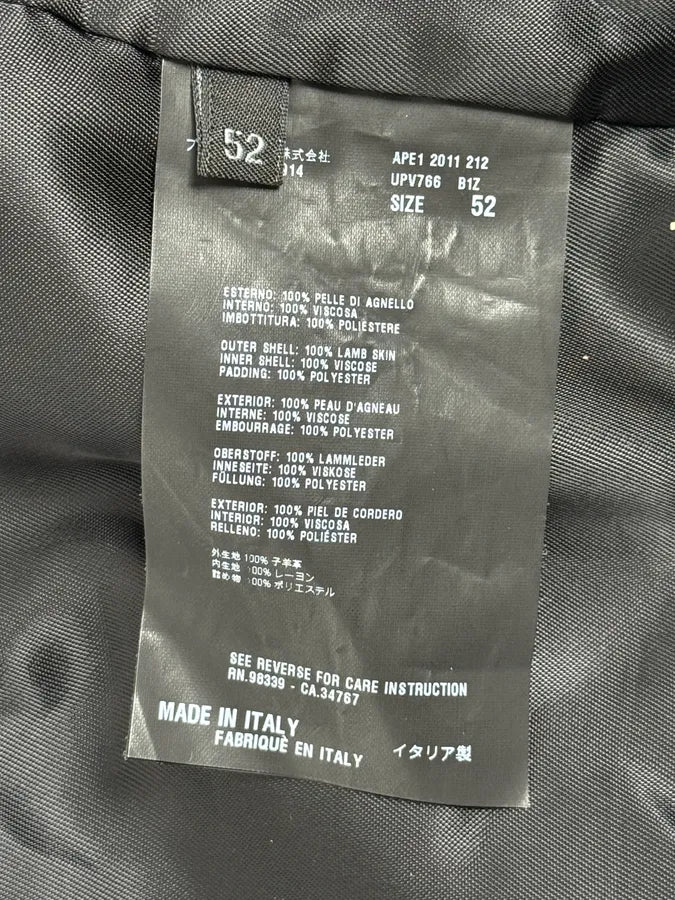 52
株式会社
APE1 2011 212
UPV766 B1Z
SIZE 52
ESTERNO: 100% PELLE DI AGNELLO
INTERNO: 100% VISCOSA
IMBOTTITURA: 100% POLIESTERE
OUTER SHELL: 100% LAMB SKIN
INNER SHELL: 100% VISCOSE
PADDING: 100% POLYESTER
EXTERIOR: 100% PEAU D'AGNEAU
INTERNE: 100% VISCOSE
EMBOURRAGE: 100% POLYESTER
OBERSTOFF: 100% LAMMLEDER
INNESEITE: 100% VISKOSE
FÜLLUNG: 100% POLYESTER
EXTERIOR: 100% PIEL DE CORDERO
INTERIOR: 100% VISCOSA
RELLENO: 100% POLIÉSTER
外生地 100% 子羊革
内生地 100% レーヨン
詰め物 100% ポリエステル
SEE REVERSE FOR CARE INSTRUCTION
RN.98339 - CA.34767
MADE IN ITALY
FABRIQUÈ EN ITALY
イタリア製